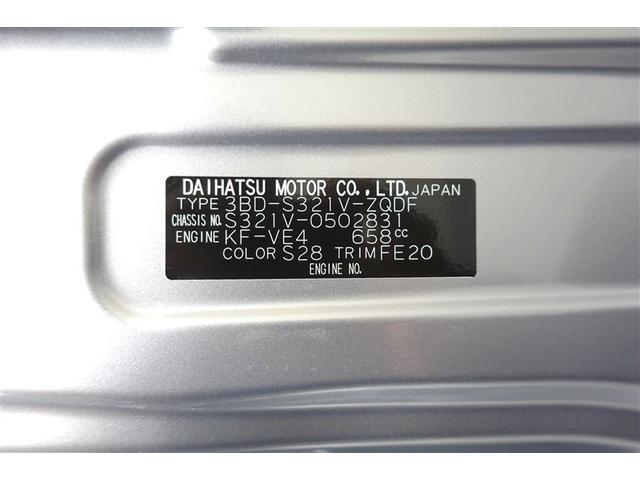 DAIHATSU MOTOR CO.,LTD.JAPAN
TYPE 3BD-S321V-ZQDF
CHASSIS NO.S321V-0502831
ENGINE KF-VE4 658cc
COLOR S28 TRIM FE20
ENGINE NO.